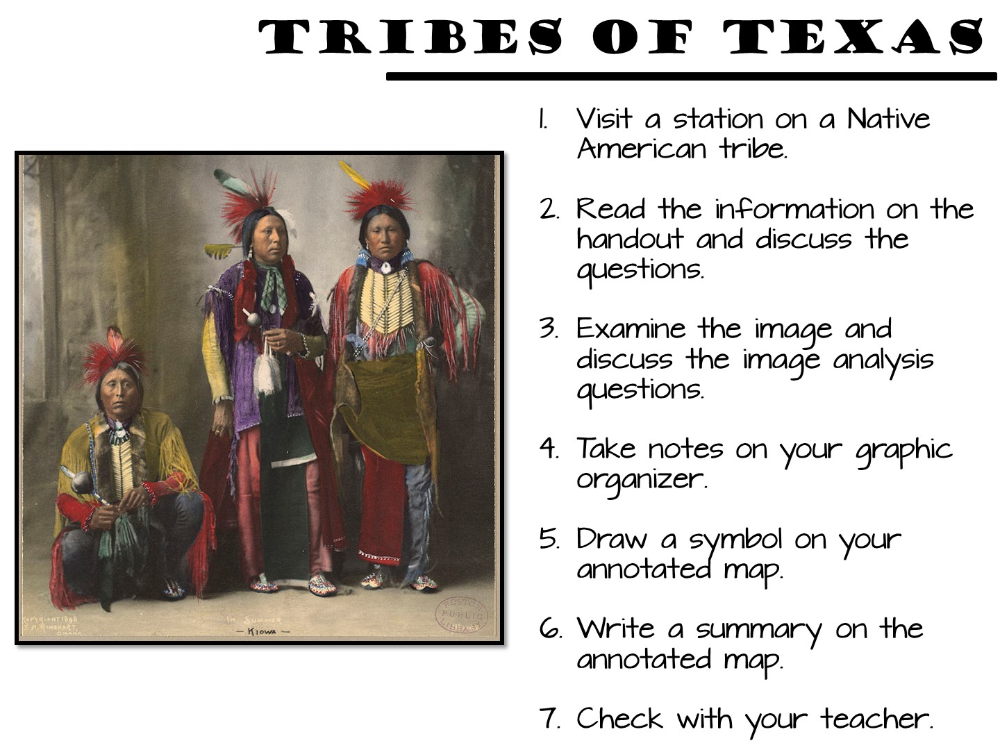 TRIBES OF TEXAS
1. Visit a station on a Native
American tribe.
2. Read the information on the
handout and discuss the
questions.
3. Examine the image and
discuss the image analysis
questions.
4. Take notes on your graphic
organizer.
5. Draw a symbol on your
annotated map.
6. Write a summary on the
annotated map.
7. Check with your teacher.
COPYRIGHT 1898
F. A. RINEHART,
OMAHA
IN SUMMER
— KIOWA —
BOSTON
PUBLIC
LIBRARY